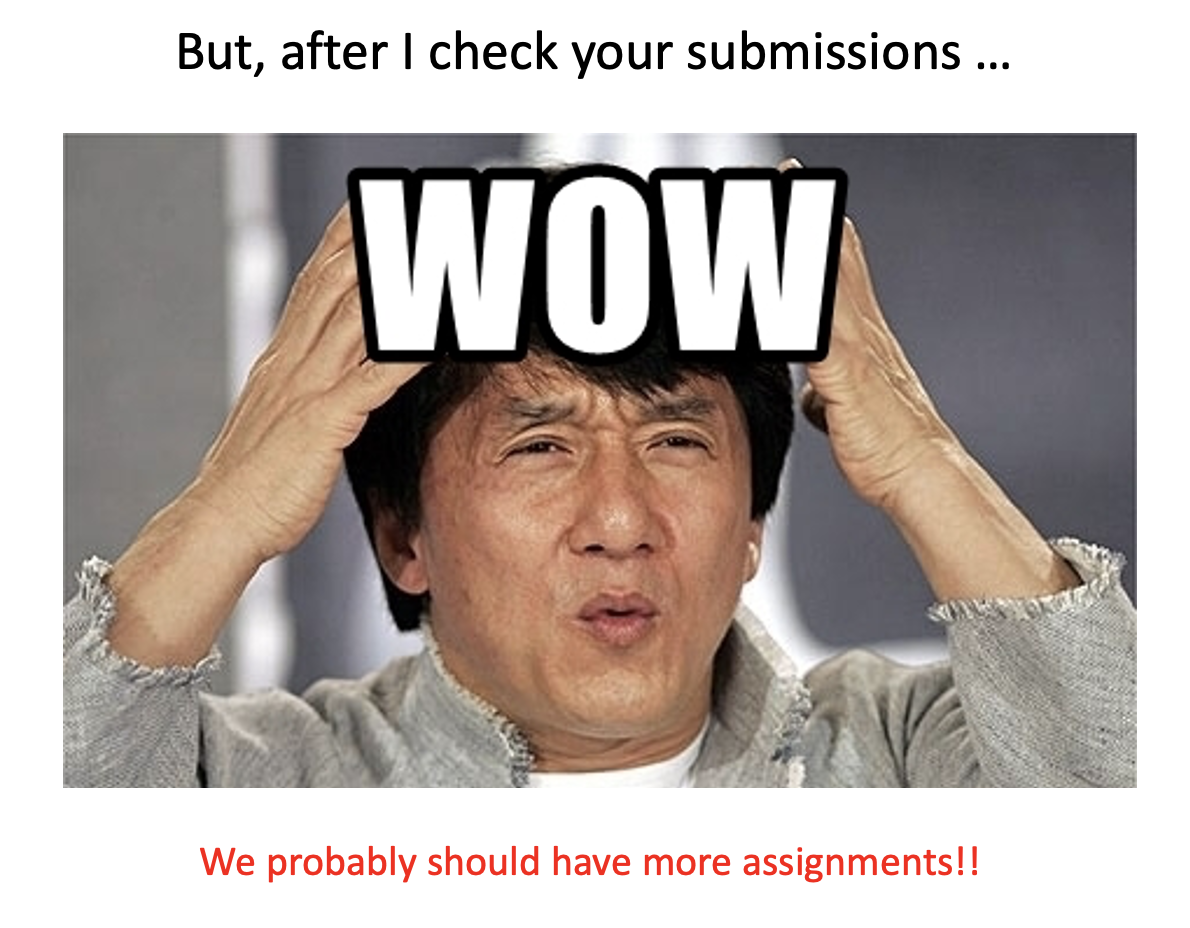 But, after I check your submissions …
WOW
We probably should have more assignments!!